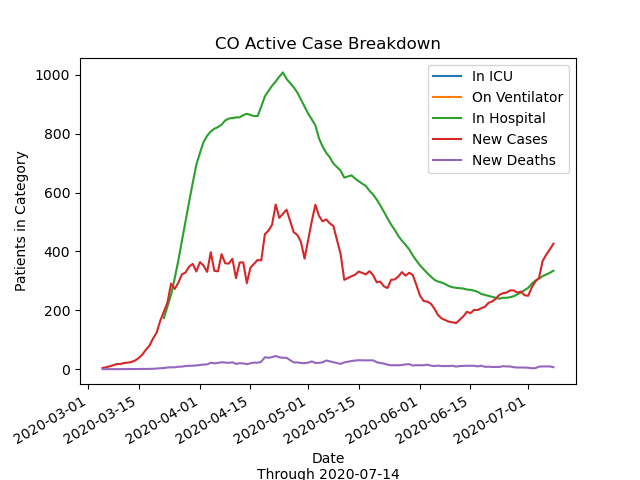 CO Active Case Breakdown
In ICU
On Ventilator
In Hospital
New Cases
New Deaths
Patients in Category
1000
800
600
400
200
0
2020-03-01
2020-03-15
2020-04-01
2020-04-15
2020-05-01
2020-05-15
2020-06-01
2020-06-15
2020-07-01
Date
Through 2020-07-14